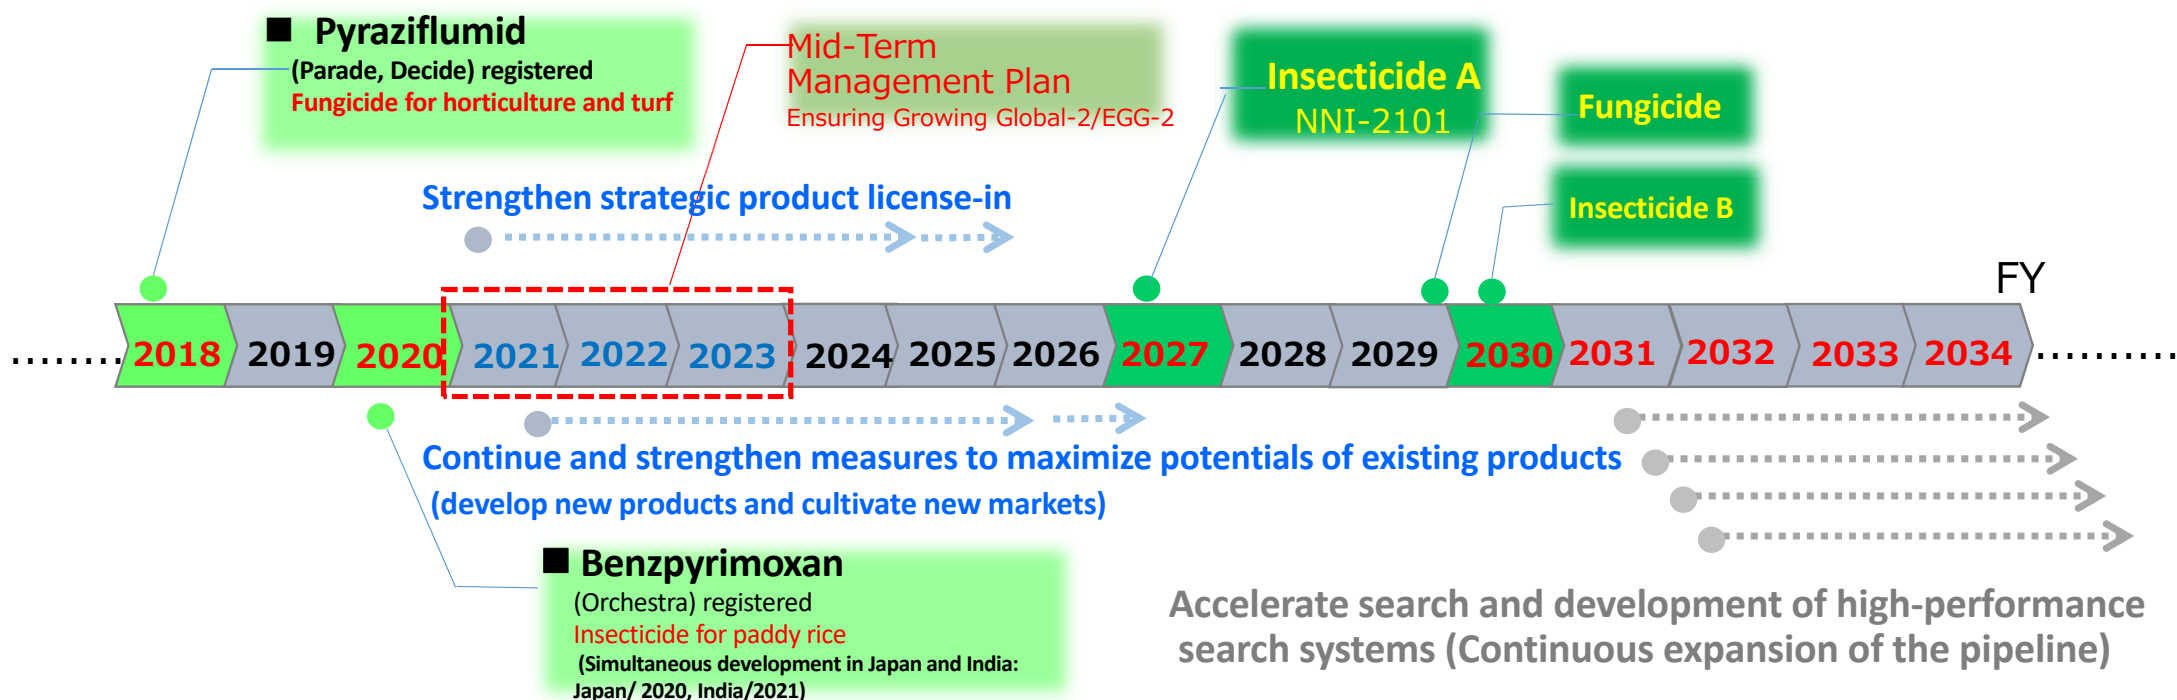 ■ Pyraziflumid
(Parade, Decide) registered
Fungicide for horticulture and turf
Mid-Term
Management Plan
Ensuring Growing Global-2/EGG-2
Insecticide A
NNI-2101
Fungicide
Insecticide B
Strengthen strategic product license-in
FY
........ 2018 2019 2020 2021 2022 2023 2024 2025 2026 2027 2028 2029 2030 2031 2032 2033 2034 ..........
Continue and strengthen measures to maximize potentials of existing products
(develop new products and cultivate new markets)
■ Benzpyrimoxan
(Orchestra) registered
Insecticide for paddy rice
(Simultaneous development in Japan and India:
Japan/ 2020, India/2021)
Accelerate search and development of high-performance
search systems (Continuous expansion of the pipeline)